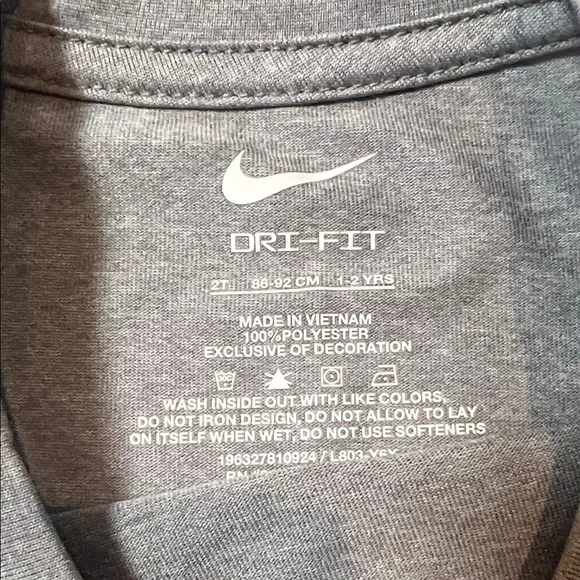 DRI-FIT
2T 86-92 CM 1-2 YRS
MADE IN VIETNAM
100%POLYESTER
EXCLUSIVE OF DECORATION
WASH INSIDE OUT WITH LIKE COLORS,
DO NOT IRON DESIGN, DO NOT ALLOW TO LAY
ON ITSELF WHEN WET, DO NOT USE SOFTENERS
196327810924 /